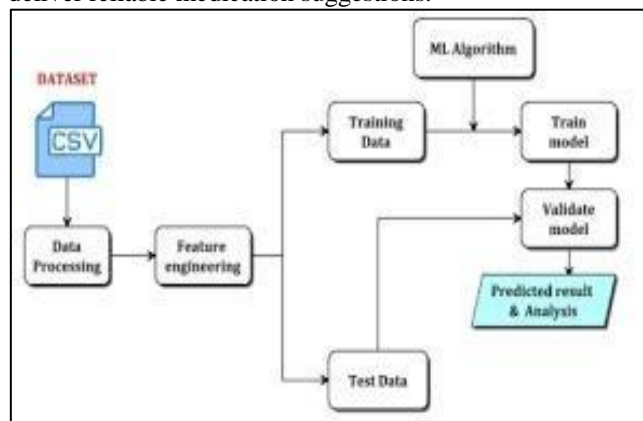 deliver reliable medication suggestions.
ML Algorithm
DATASET
CSV
Training
Data
Train
model
Data
Processing
Feature
engineering
Validate
model
Predicted result
& Analysis
Test Data